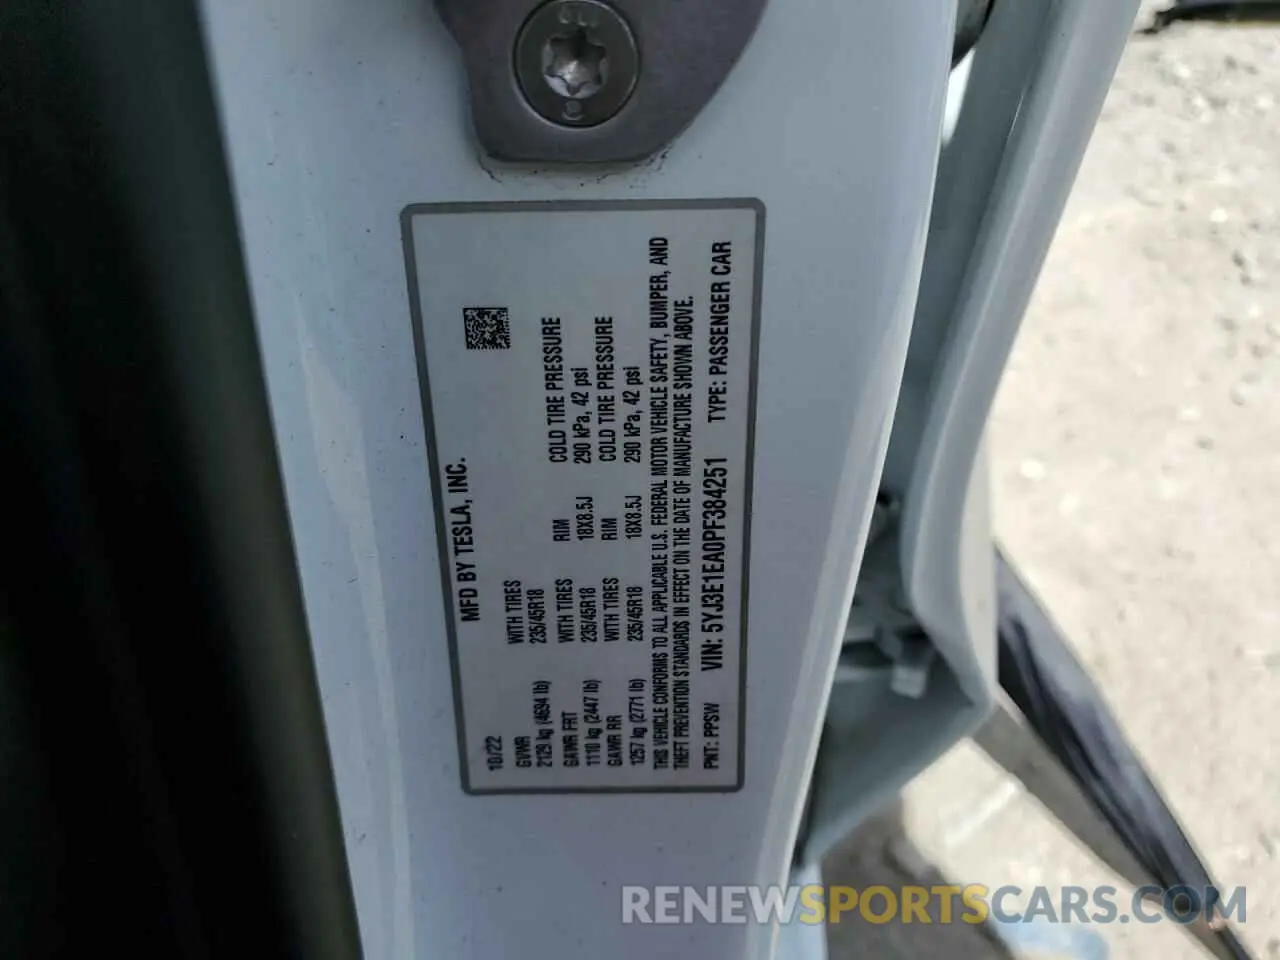 MFD BY TESLA, INC.
10/22
GVWR
2129 kg (4694 lb)
WITH TIRES
235/45R18
GAWR FRT
1110 kg (2447 lb)
WITH TIRES
235/45R18
RIM
18X8.5J
COLD TIRE PRESSURE
290 kPa, 42 psi
GAWR RR
1257 kg (2771 lb)
WITH TIRES
235/45R18
RIM
18X8.5J
COLD TIRE PRESSURE
290 kPa, 42 psi
THIS VEHICLE CONFORMS TO ALL APPLICABLE U.S. FEDERAL MOTOR VEHICLE SAFETY, BUMPER, AND
THEFT PREVENTION STANDARDS IN EFFECT ON THE DATE OF MANUFACTURE SHOWN ABOVE.
PNT: PPSW VIN: 5YJ3E1EA0PF384251 TYPE: PASSENGER CAR
RENEWSPORTSCARS.COM